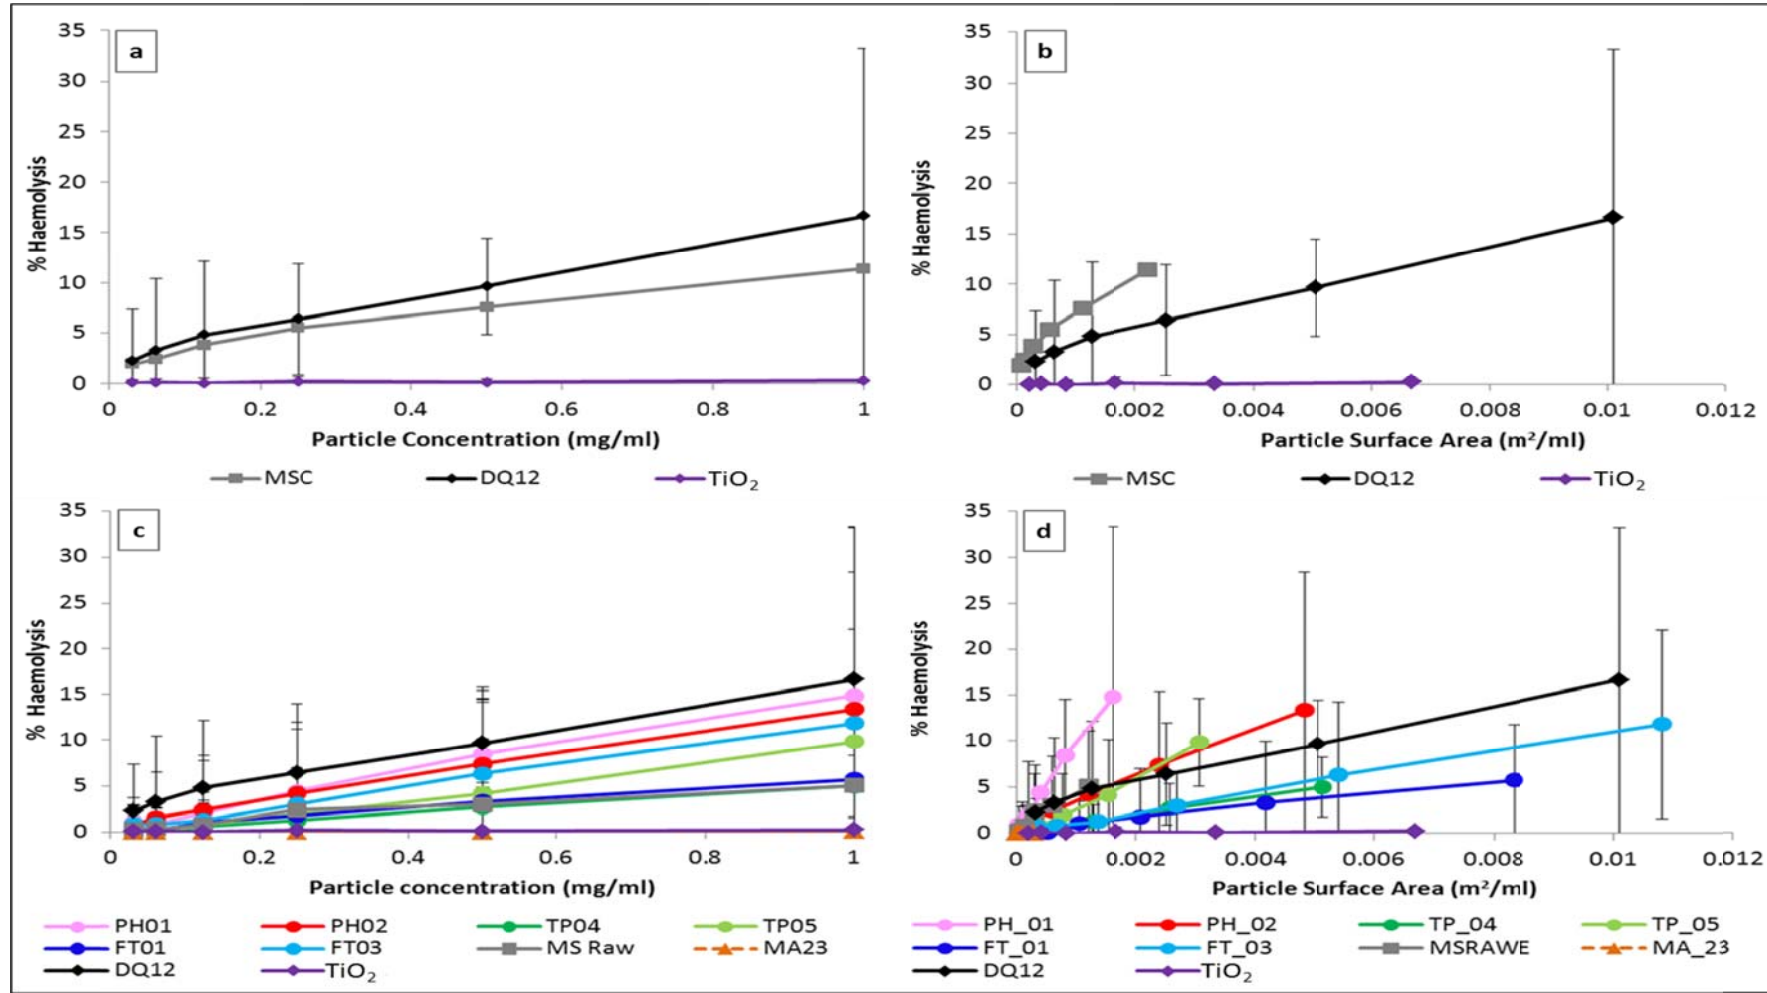 a
35
30
25
20
15
10
5
0
% Haemolysis
0 0.2 0.4 0.6 0.8 1
Particle Concentration (mg/ml)
MSC DQ12 TiO₂
b
35
30
25
20
15
10
5
0
% Haemolysis
0 0.002 0.004 0.006 0.008 0.01 0.012
Particle Surface Area (m²/ml)
MSC DQ12 TiO₂
c
35
30
25
20
15
10
5
0
% Haemolysis
0 0.2 0.4 0.6 0.8 1
Particle concentration (mg/ml)
PH01 PH02 TP04 TP05
FT01 FT03 MS Raw MA23
DQ12 TiO₂
d
35
30
25
20
15
10
5
0
% Haemolysis
0 0.002 0.004 0.006 0.008 0.01 0.012
Particle Surface Area (m²/ml)
PH_01 PH_02 TP_04 TP_05
FT_01 FT_03 MSRAWE MA_23
DQ12 TiO₂